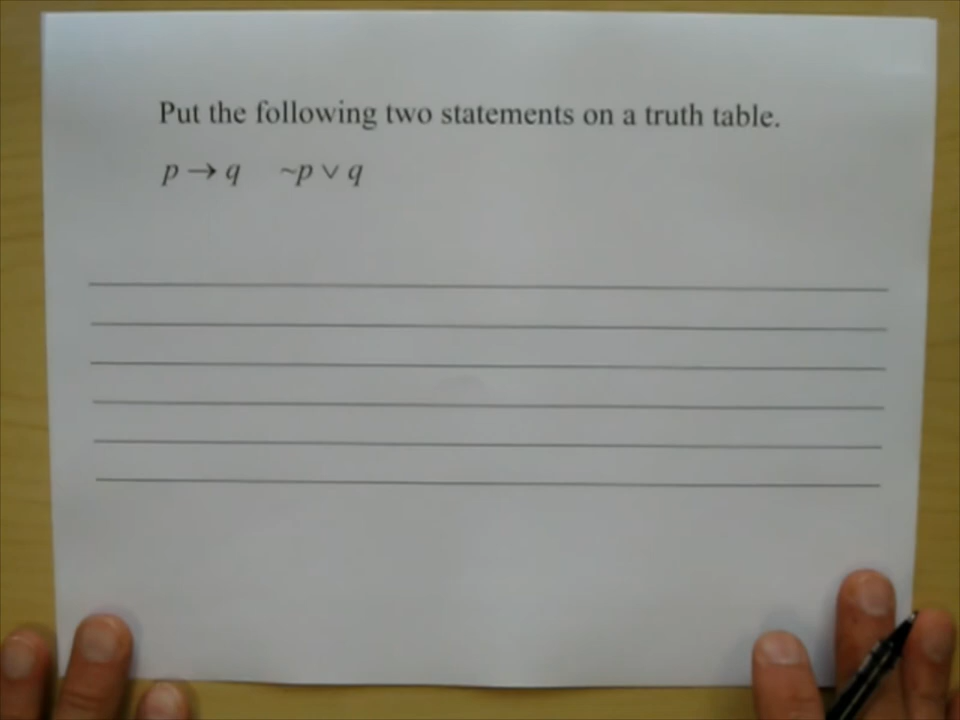 Put the following two statements on a truth table.
p → q ~p ∨ q